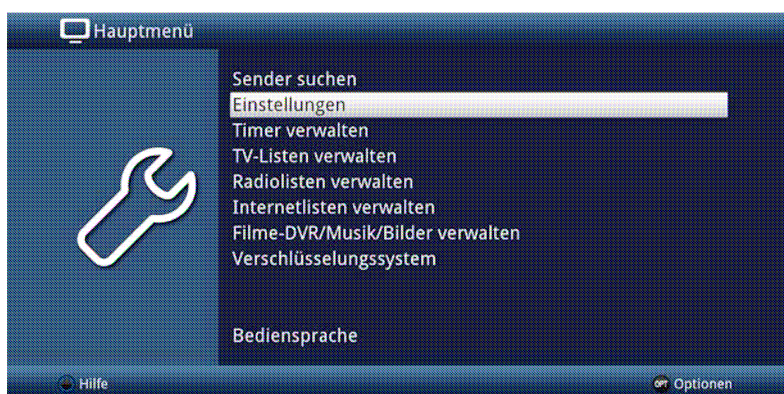 Hauptmenü
Sender suchen
Einstellungen
Timer verwalten
TV-Listen verwalten
Radiolisten verwalten
Internetlisten verwalten
Filme-DVR/Musik/Bilder verwalten
Verschlüsselungssystem
Bediensprache
Hilfe
OPT Optionen